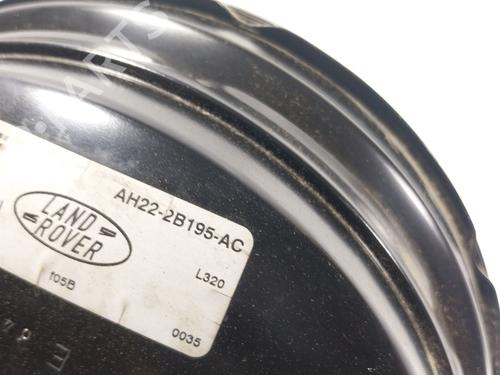 AH22-2B195-AC
LAND
ROVER
L320
105B
0035